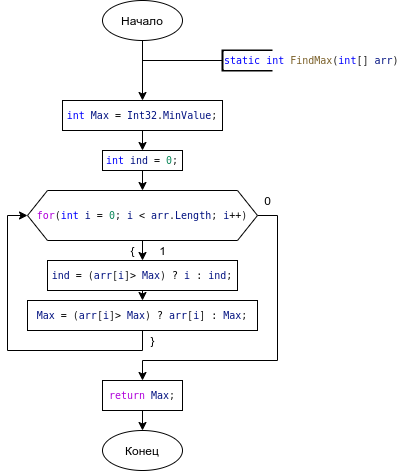 Начало
static int FindMax(int[] arr)
int Max = Int32.MinValue;
int ind = 0;
for(int i = 0; i < arr.Length; i++)
0
{
1
ind = (arr[i]> Max) ? i : ind;
Max = (arr[i]> Max) ? arr[i] : Max;
}
return Max;
Конец